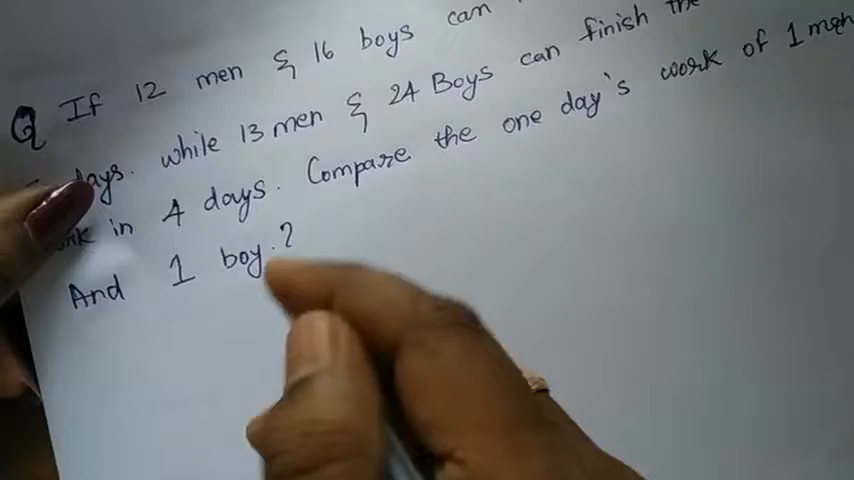 Q If 12 men & 16 boys can
days. while 13 men & 24 Boys can finish the
in 4 days. Compare the one day's work of 1 man
And 1 boy.?